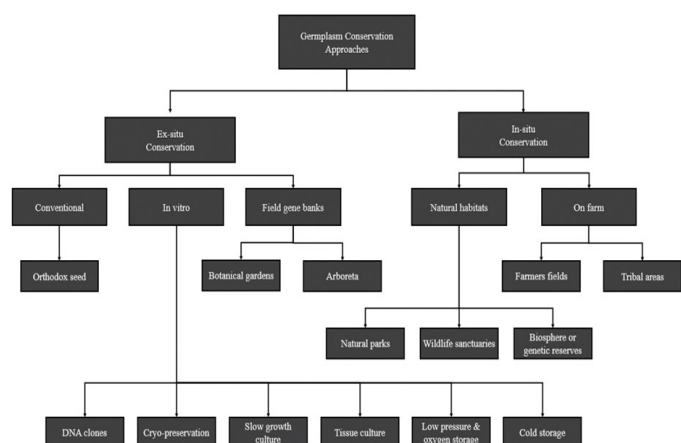 Germplasm Conservation
Approaches
Ex-situ
Conservation
In-situ
Conservation
Conventional
In vitro
Field gene banks
Natural habitats
On farm
Orthodox seed
Botanical gardens
Arboreta
Farmers fields
Tribal areas
Natural parks
Wildlife sanctuaries
Biosphere or
genetic reserves
DNA clones
Cryo-preservation
Slow growth
culture
Tissue culture
Low pressure &
oxygen storage
Cold storage